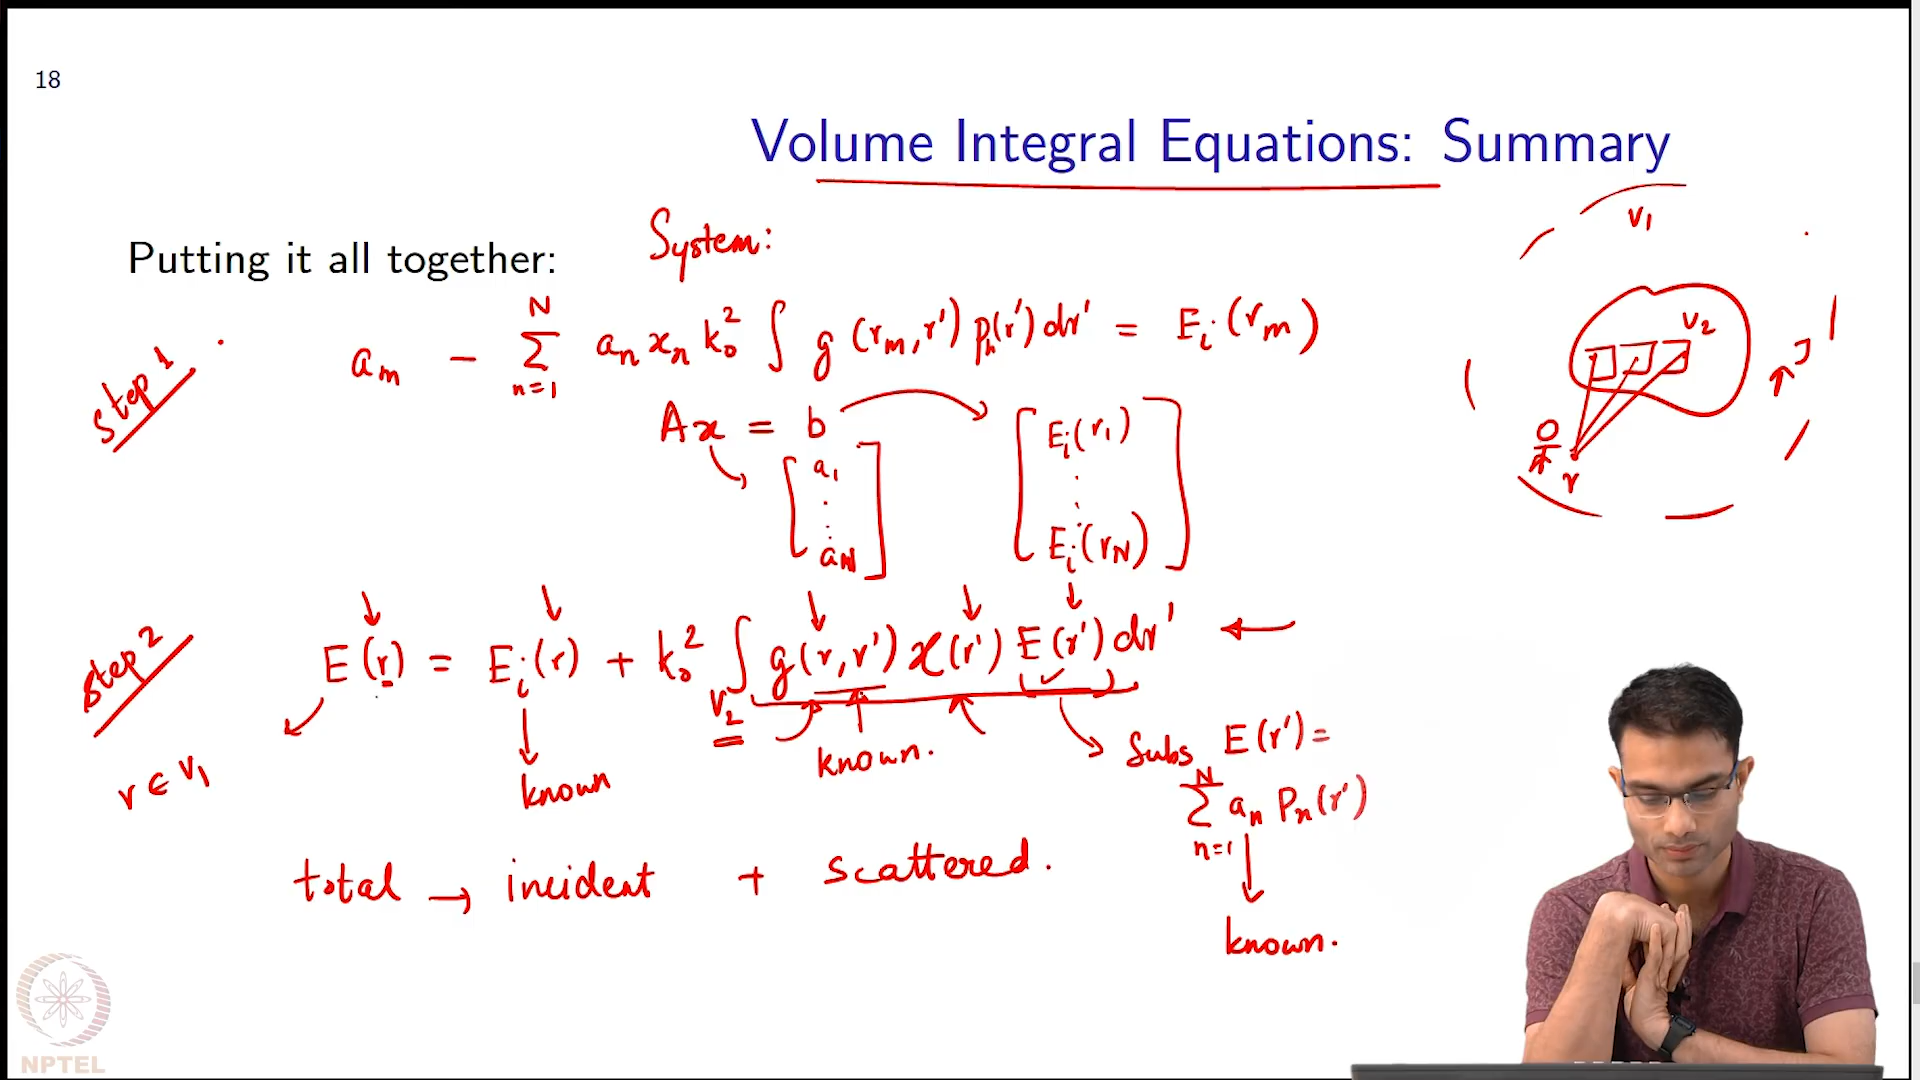 18
Volume Integral Equations: Summary
Putting it all together:
System:
Step 1
a_m - Σ_{n=1}^{N} a_n x_n k_0^2 ∫ g(r_m, r') p_n(r') dr' = E_i(r_m)
Ax = b
[a_1 : : a_N]
[E_i(r_1) : : E_i(r_N)]
V_1
V_2
J
r
Step 2
E(r) = E_i(r) + k_0^2 ∫_{V_2} g(r, r') x(r') E(r') dr'
r ∈ V_1
known
known.
Subs E(r') =
Σ_{n=1}^{N} a_n P_n(r')
known.
total → incident + scattered.
NPTEL